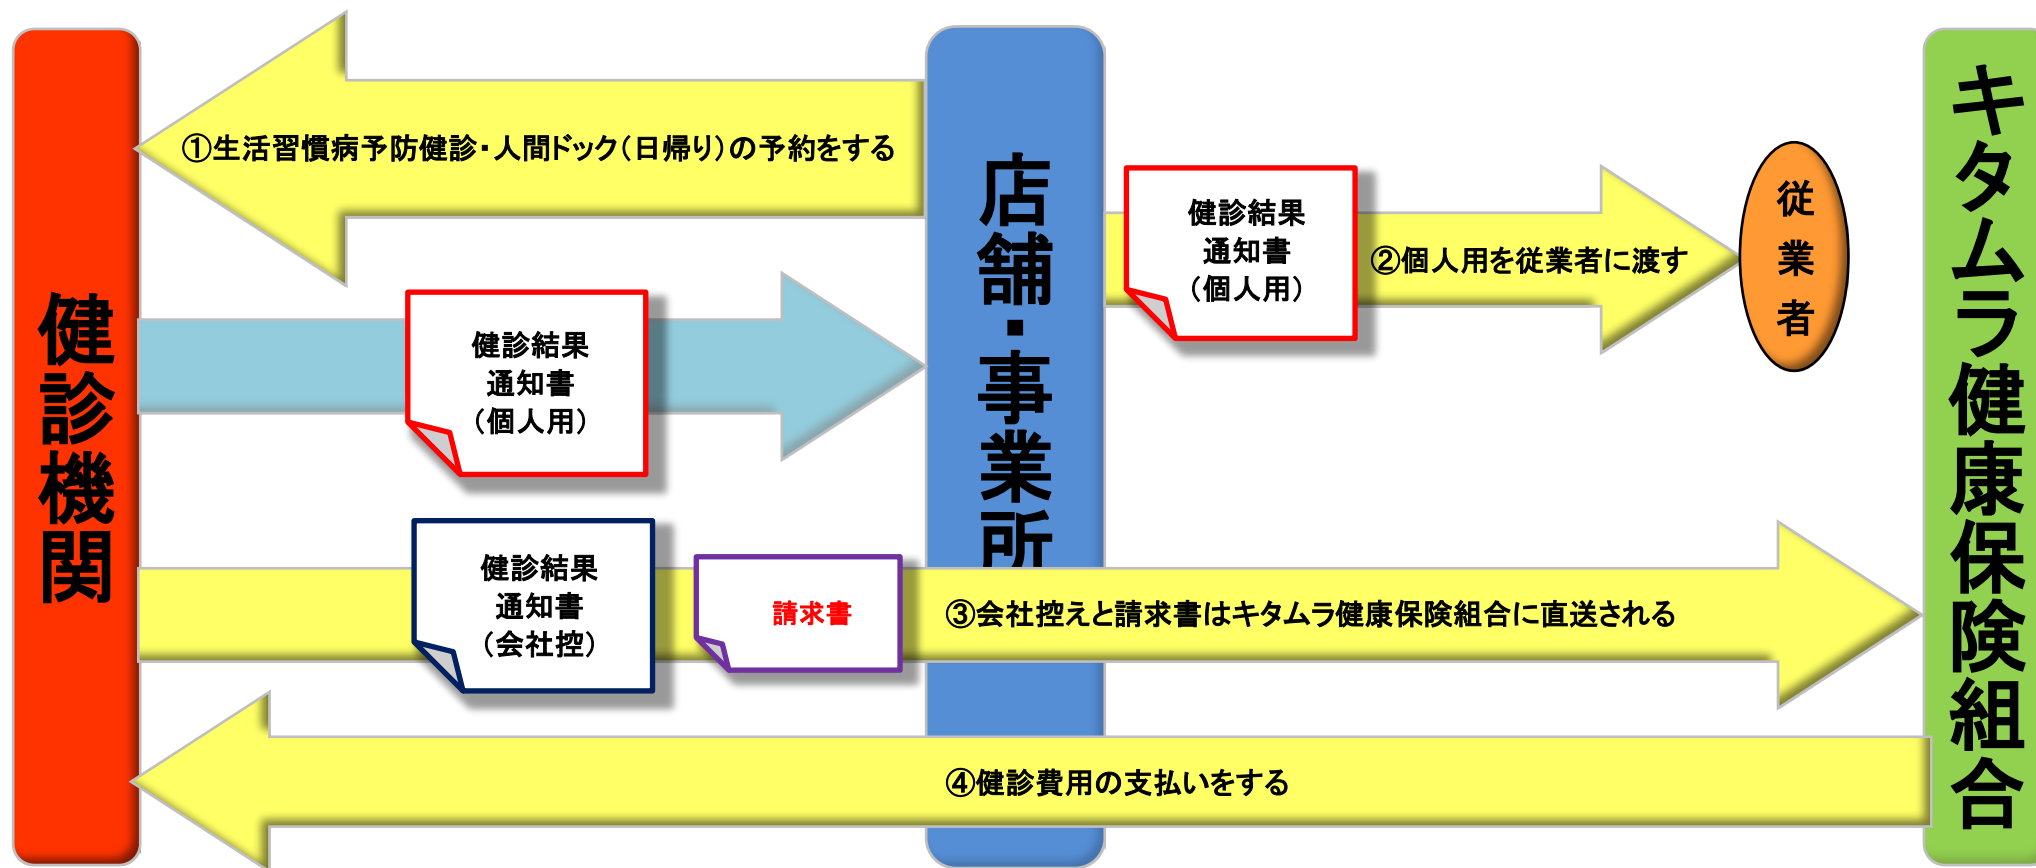 健診機関
①生活習慣病予防健診・人間ドック（日帰り）の予約をする
健診結果
通知書
（個人用）
健診結果
通知書
（会社控）
請求書
店舗・事業所
健診結果
通知書
（個人用）
②個人用を従業者に渡す
従業者
③会社控えと請求書はキタムラ健康保険組合に直送される
④健診費用の支払いをする
キタムラ健康保険組合